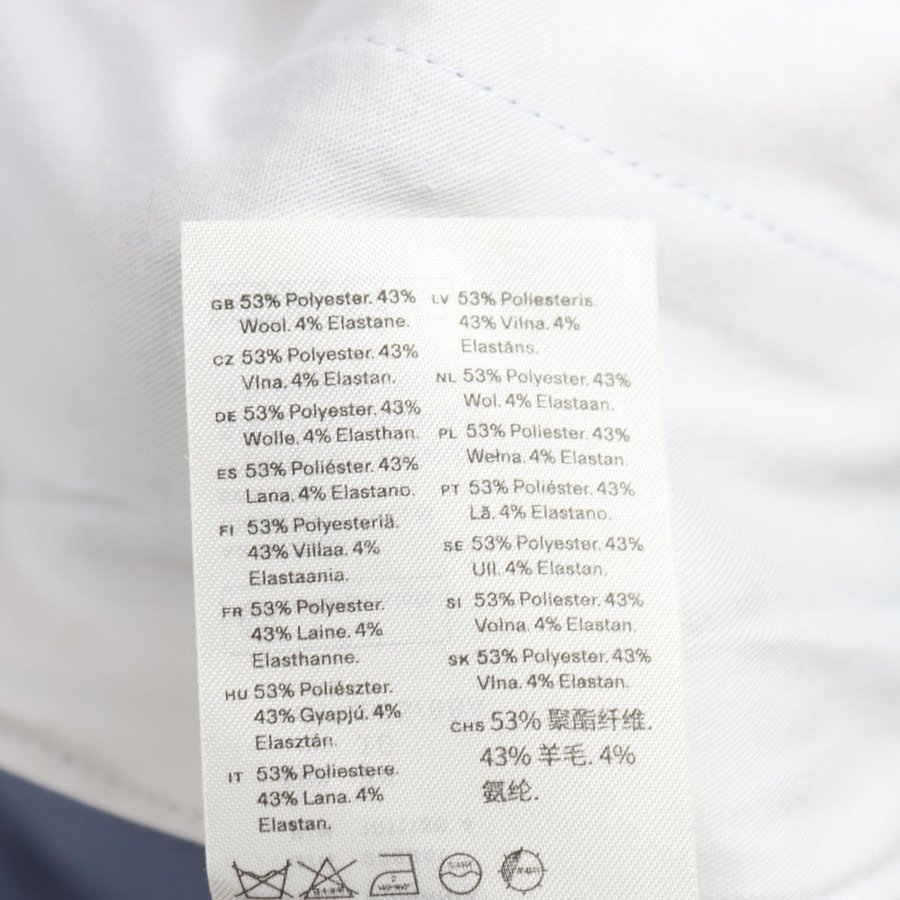 GB 53% Polyester. 43%
Wool. 4% Elastane.
CZ 53% Polyester. 43%
Vlna. 4% Elastan.
DE 53% Polyester. 43%
Wolle. 4% Elasthan.
ES 53% Poliéster. 43%
Lana. 4% Elastano.
FI 53% Polyesteriä.
43% Villaa. 4%
Elastaania.
FR 53% Polyester.
43% Laine. 4%
Elasthanne.
HU 53% Poliészter.
43% Gyapjú. 4%
Elasztán.
IT 53% Poliestere.
43% Lana. 4%
Elastan.
LV 53% Poliesteris.
43% Vilna. 4%
Elastāns.
NL 53% Polyester. 43%
Wol. 4% Elastaan.
PL 53% Polyester. 43%
Wełna. 4% Elastan.
PT 53% Poliéster. 43%
Lã. 4% Elastano.
SE 53% Polyester. 43%
Ull. 4% Elastan.
SI 53% Poliester. 43%
Volna. 4% Elastan.
SK 53% Polyester. 43%
Vlna. 4% Elastan.
CHS 53% 聚酯纤维.
43% 羊毛. 4%
氨纶.